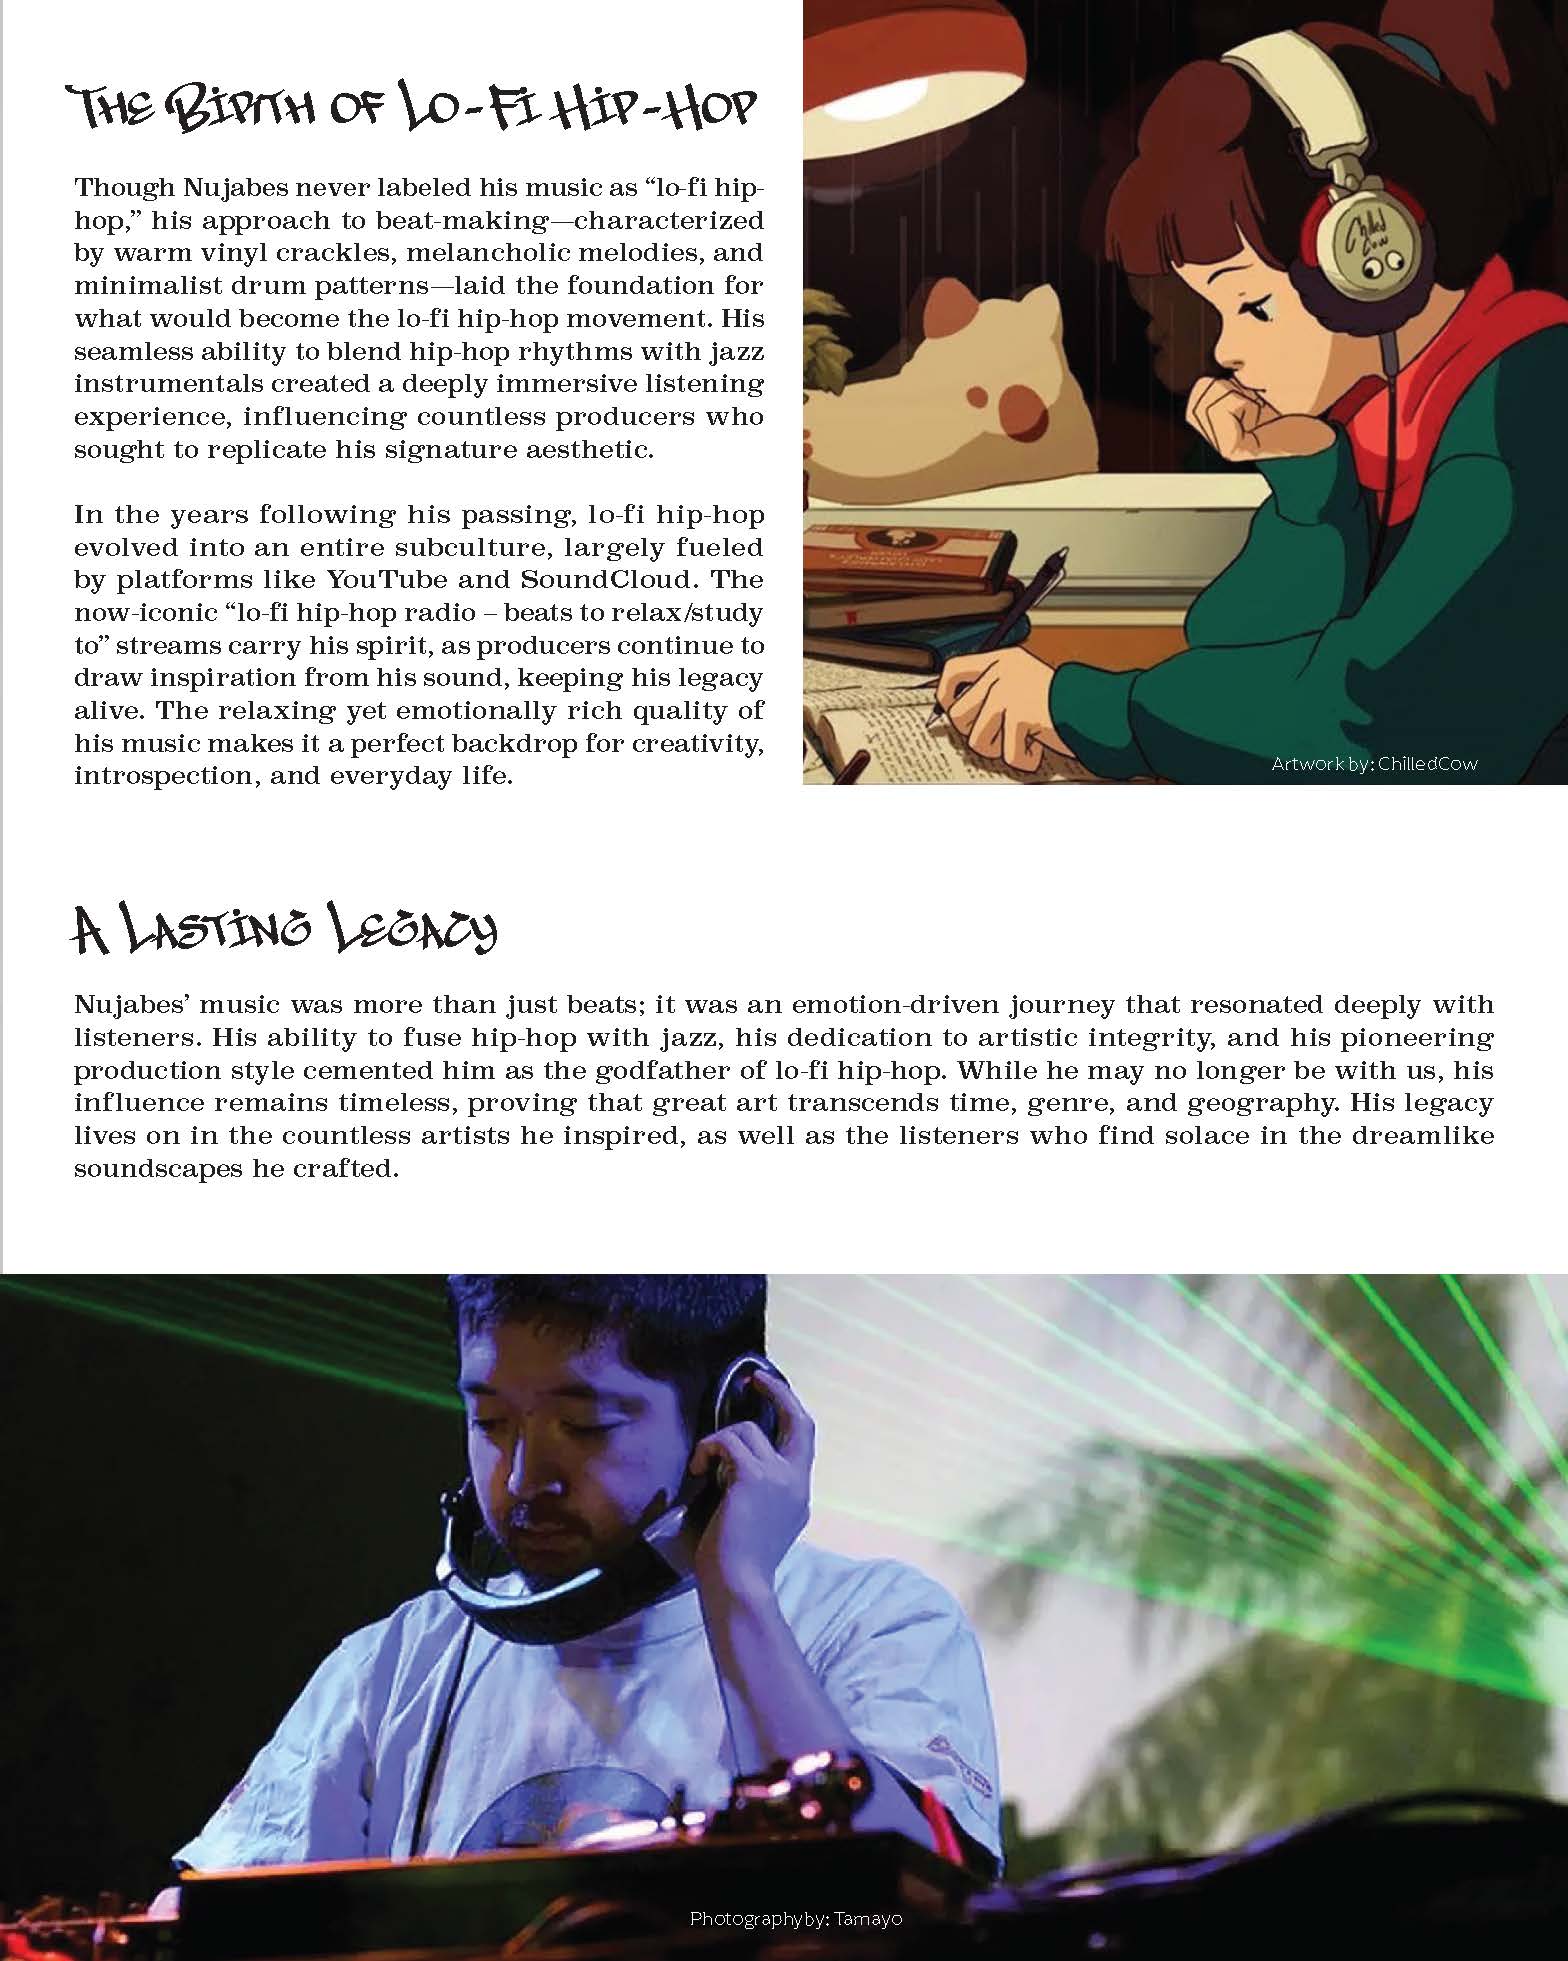 The Birth of Lo-Fi Hip-Hop
Though Nujabes never labeled his music as “lo-fi hip-
hop,” his approach to beat-making—characterized
by warm vinyl crackles, melancholic melodies, and
minimalist drum patterns—laid the foundation for
what would become the lo-fi hip-hop movement. His
seamless ability to blend hip-hop rhythms with jazz
instrumentals created a deeply immersive listening
experience, influencing countless producers who
sought to replicate his signature aesthetic.
In the years following his passing, lo-fi hip-hop
evolved into an entire subculture, largely fueled
by platforms like YouTube and SoundCloud. The
now-iconic “lo-fi hip-hop radio – beats to relax/study
to” streams carry his spirit, as producers continue to
draw inspiration from his sound, keeping his legacy
alive. The relaxing yet emotionally rich quality of
his music makes it a perfect backdrop for creativity,
introspection, and everyday life.
Chilled
Cow
Artwork by: ChilledCow
A Lasting Legacy
Nujabes’ music was more than just beats; it was an emotion-driven journey that resonated deeply with
listeners. His ability to fuse hip-hop with jazz, his dedication to artistic integrity, and his pioneering
production style cemented him as the godfather of lo-fi hip-hop. While he may no longer be with us, his
influence remains timeless, proving that great art transcends time, genre, and geography. His legacy
lives on in the countless artists he inspired, as well as the listeners who find solace in the dreamlike
soundscapes he crafted.
Photography by: Tamayo